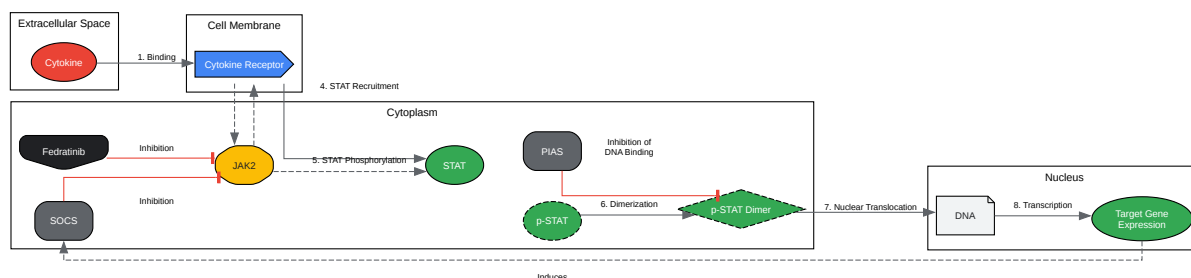 Extracellular Space
Cell Membrane
Cytokine
1. Binding
Cytokine Receptor
4. STAT Recruitment
Cytoplasm
Fedratinib
Inhibition
JAK2
5. STAT Phosphorylation
STAT
PIAS
Inhibition of
DNA Binding
Inhibition
SOCS
p-STAT
6. Dimerization
p-STAT Dimer
7. Nuclear Translocation
Nucleus
DNA
8. Transcription
Target Gene
Expression
Induces